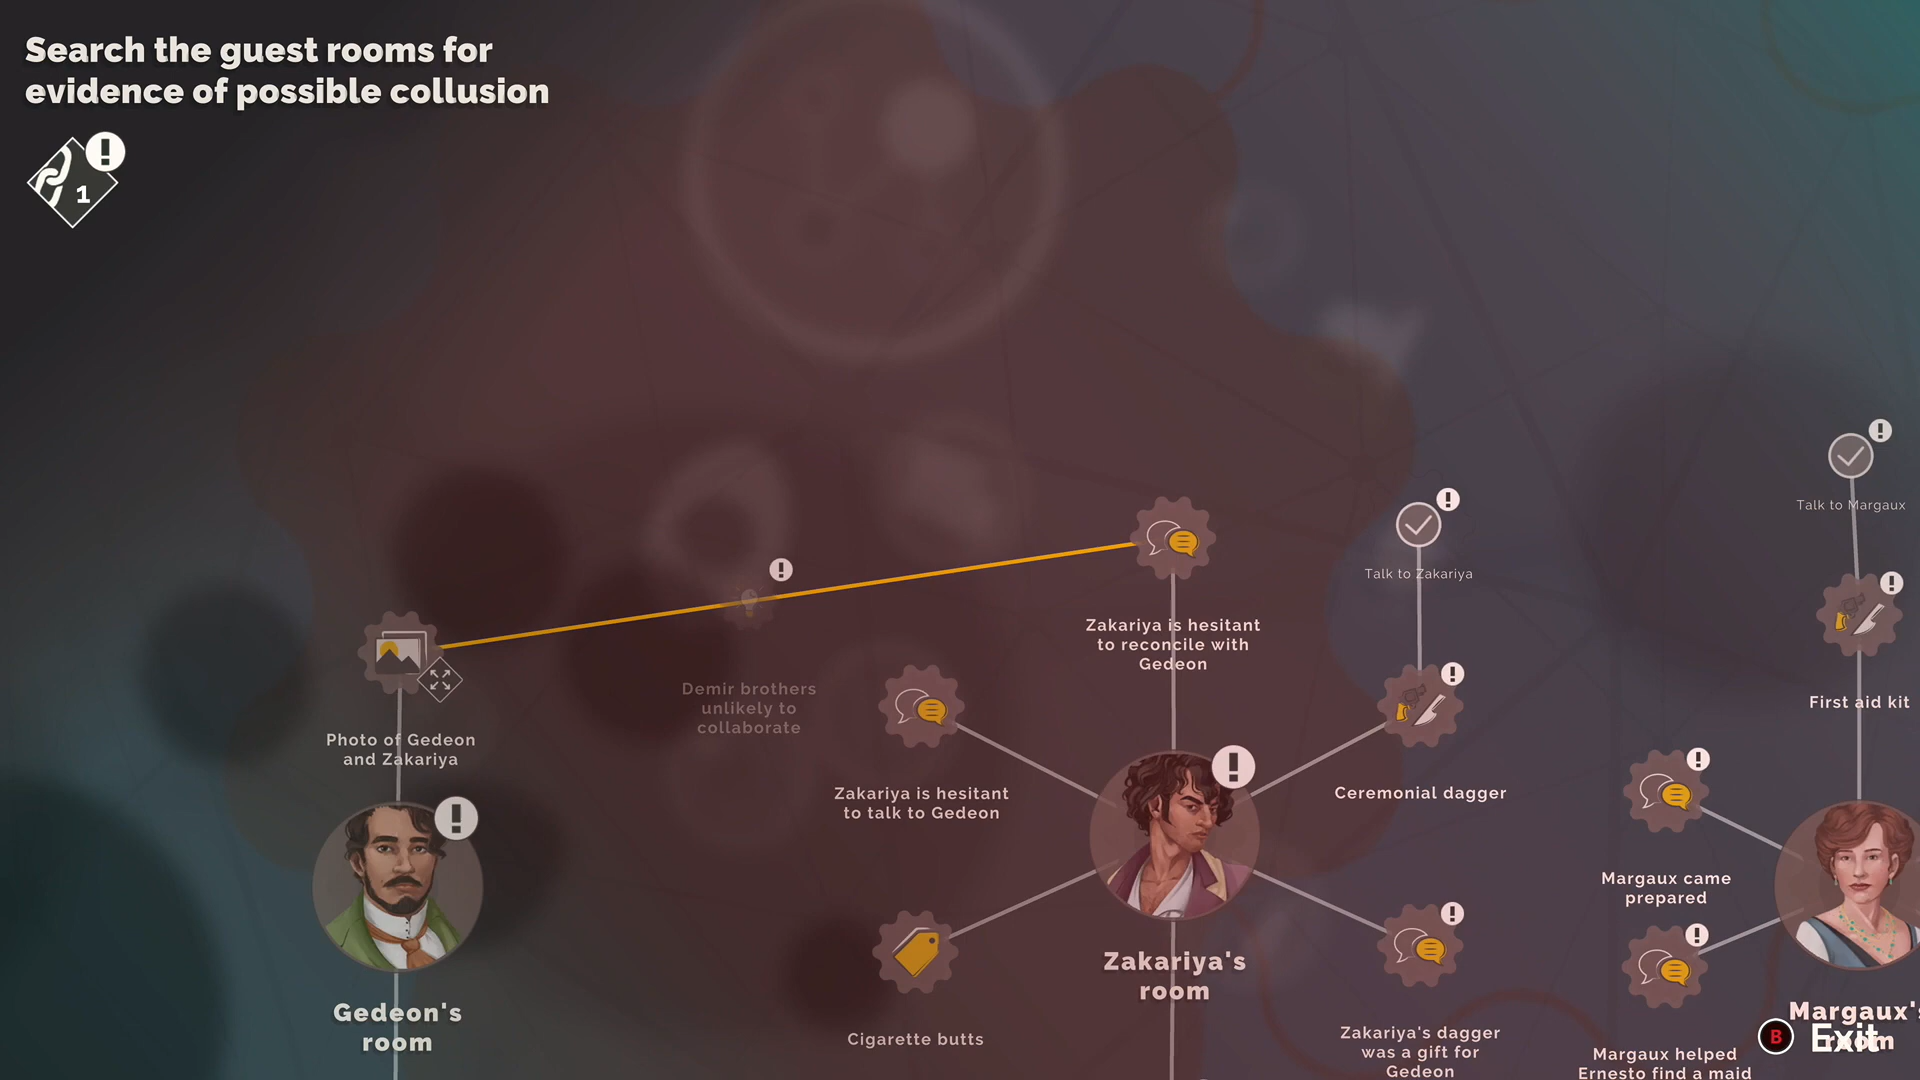 Search the guest rooms for
evidence of possible collusion
1
Talk to Margaux
Talk to Zakariya
Zakariya is hesitant
to reconcile with
Gedeon
Demir brothers
unlikely to
collaborate
First aid kit
Photo of Gedeon
and Zakariya
Zakariya is hesitant
to talk to Gedeon
Ceremonial dagger
Margaux came
prepared
Zakariya's
room
Gedeon's
room
Cigarette butts
Zakariya's dagger
was a gift for
Gedeon
Margaux helped
Ernesto find a maid
Margaux's
room
B Exit